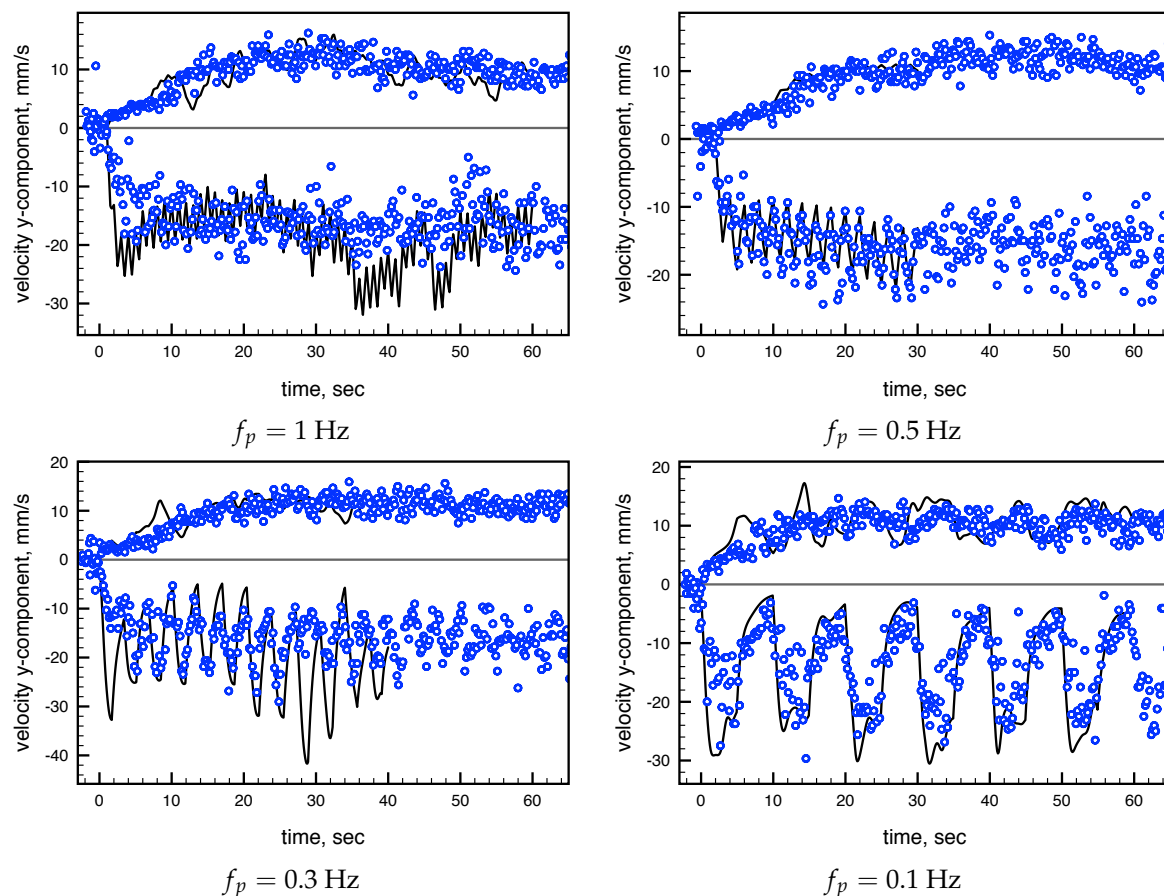 velocity y-component, mm/s
10
0
-10
-20
-30
0 10 20 30 40 50 60
time, sec
f_p = 1 Hz
velocity y-component, mm/s
10
0
-10
-20
0 10 20 30 40 50 60
time, sec
f_p = 0.5 Hz
velocity y-component, mm/s
20
10
0
-10
-20
-30
-40
0 10 20 30 40 50 60
time, sec
f_p = 0.3 Hz
velocity y-component, mm/s
20
10
0
-10
-20
-30
0 10 20 30 40 50 60
time, sec
f_p = 0.1 Hz